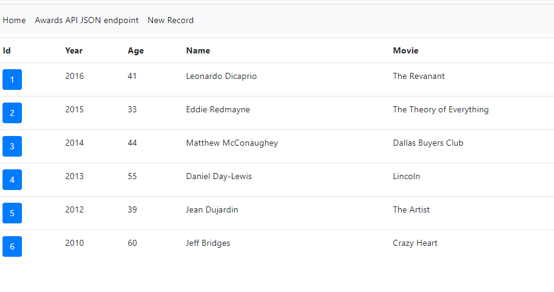 Home Awards API JSON endpoint New Record
Id Year Age Name Movie
1 2016 41 Leonardo Dicaprio The Revanant
2 2015 33 Eddie Redmayne The Theory of Everything
3 2014 44 Matthew McConaughey Dallas Buyers Club
4 2013 55 Daniel Day-Lewis Lincoln
5 2012 39 Jean Dujardin The Artist
6 2010 60 Jeff Bridges Crazy Heart